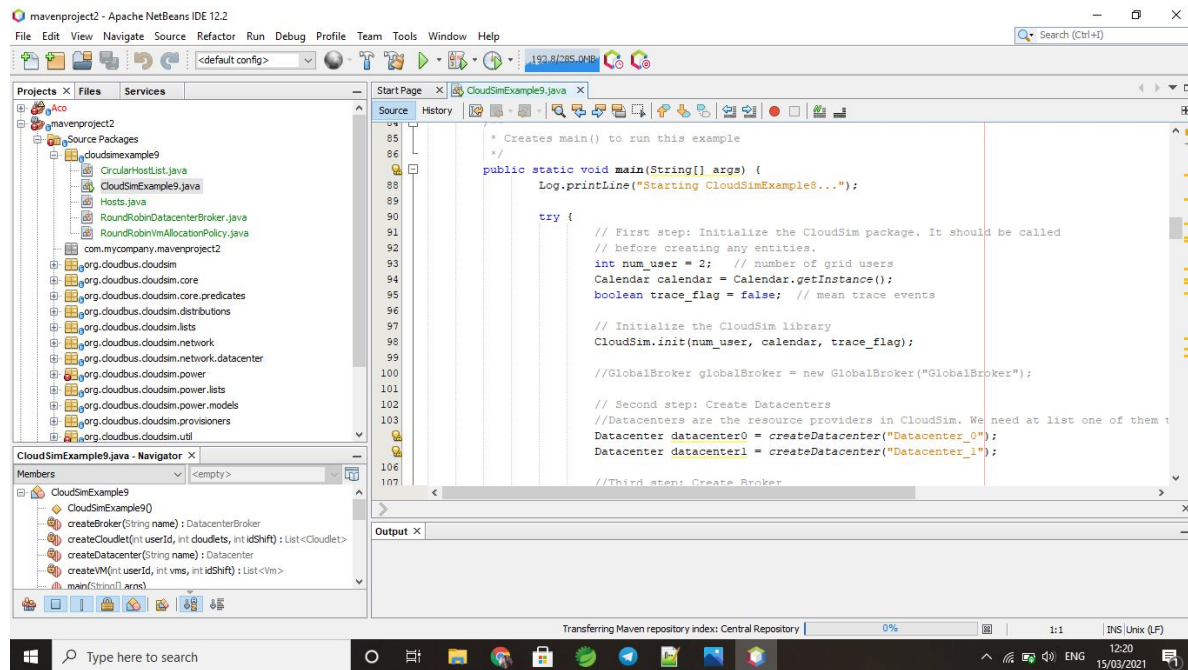 mavenproject2 - Apache NetBeans IDE 12.2
File Edit View Navigate Source Refactor Run Debug Profile Team Tools Window Help
Search (Ctrl+I)
<default config>
192.8/285.0MB
Projects Files Services
Aco
mavenproject2
Source Packages
cloudsimexample9
CircularHostList.java
CloudSimExample9.java
Hosts.java
RoundRobinDatacenterBroker.java
RoundRobinVmAllocationPolicy.java
com.mycompany.mavenproject2
org.cloudbus.cloudsim
org.cloudbus.cloudsim.core
org.cloudbus.cloudsim.core.predicates
org.cloudbus.cloudsim.distributions
org.cloudbus.cloudsim.lists
org.cloudbus.cloudsim.network
org.cloudbus.cloudsim.network.datacenter
org.cloudbus.cloudsim.power
org.cloudbus.cloudsim.power.lists
org.cloudbus.cloudsim.power.models
org.cloudbus.cloudsim.provisioners
org.cloudbus.cloudsim.util
CloudSimExample9.java - Navigator
Members <empty>
CloudSimExample9
CloudSimExample9()
createBroker(String name) : DatacenterBroker
createCloudlet(int userId, int cloudlets, int idShift) : List<Cloudlet>
createDatacenter(String name) : Datacenter
createVM(int userId, int vms, int idShift) : List<Vm>
main(String[] args)
Start Page CloudSimExample9.java
Source History
84 /**
85 * Creates main() to run this example
86 */
public static void main(String[] args) {
88 Log.printLine("Starting CloudSimExample8...");
89
90 try {
91 // First step: Initialize the CloudSim package. It should be called
92 // before creating any entities.
93 int num_user = 2; // number of grid users
94 Calendar calendar = Calendar.getInstance();
95 boolean trace_flag = false; // mean trace events
96
97 // Initialize the CloudSim library
98 CloudSim.init(num_user, calendar, trace_flag);
99
100 //GlobalBroker globalBroker = new GlobalBroker("GlobalBroker");
101
102 // Second step: Create Datacenters
103 //Datacenters are the resource providers in CloudSim. We need at list one of them t
Datacenter datacenter0 = createDatacenter("Datacenter_0");
Datacenter datacenter1 = createDatacenter("Datacenter_1");
106
107 //Third step: Create Broker
Output
Transferring Maven repository index: Central Repository 0% 1:1 INS Unix (LF)
Type here to search
ENG
12:20
15/03/2021
1